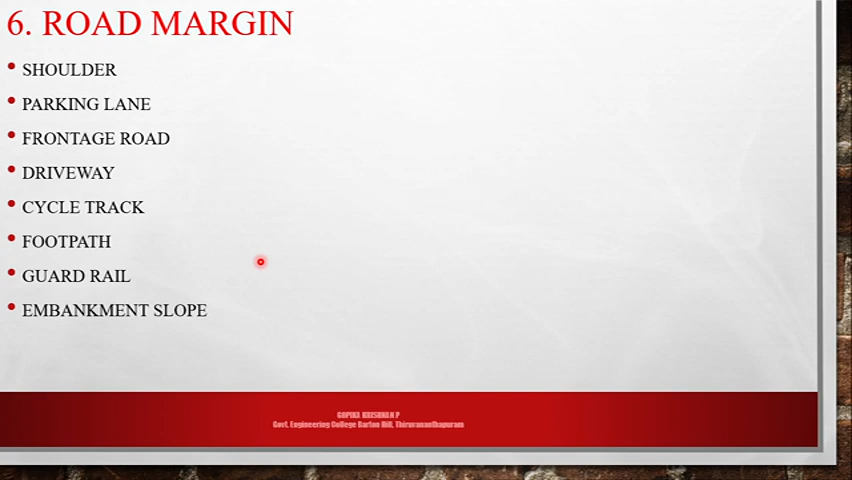 6. ROAD MARGIN
• SHOULDER
• PARKING LANE
• FRONTAGE ROAD
• DRIVEWAY
• CYCLE TRACK
• FOOTPATH
• GUARD RAIL
• EMBANKMENT SLOPE
GOPIKA KRISHNAN P
Govt. Engineering College Barton Hill, Thiruvananthapuram